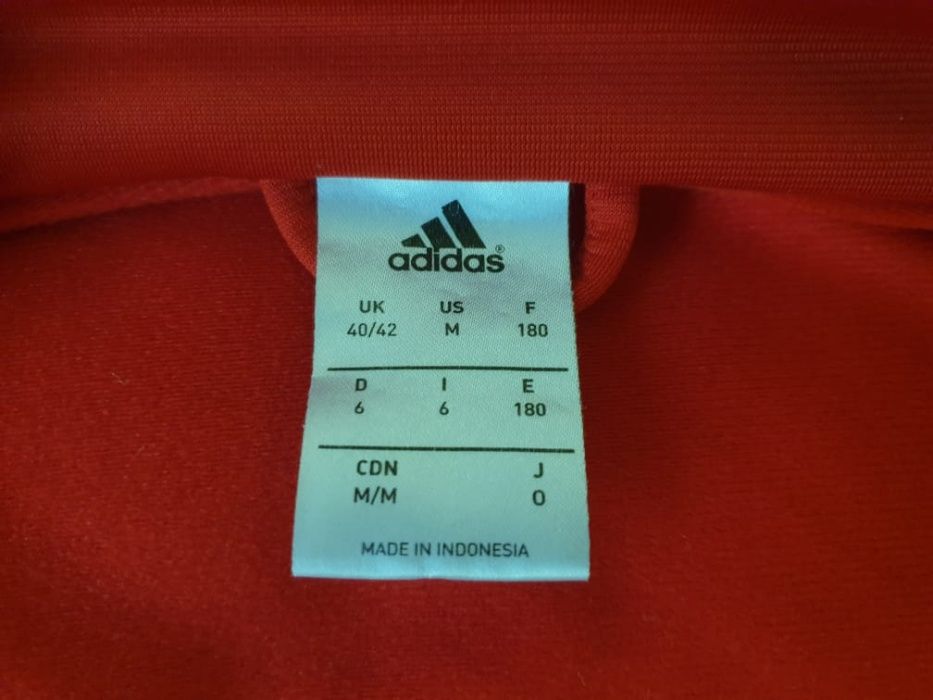 adidas®
UK US F
40/42 M 180
D I E
6 6 180
CDN J
M/M O
MADE IN INDONESIA